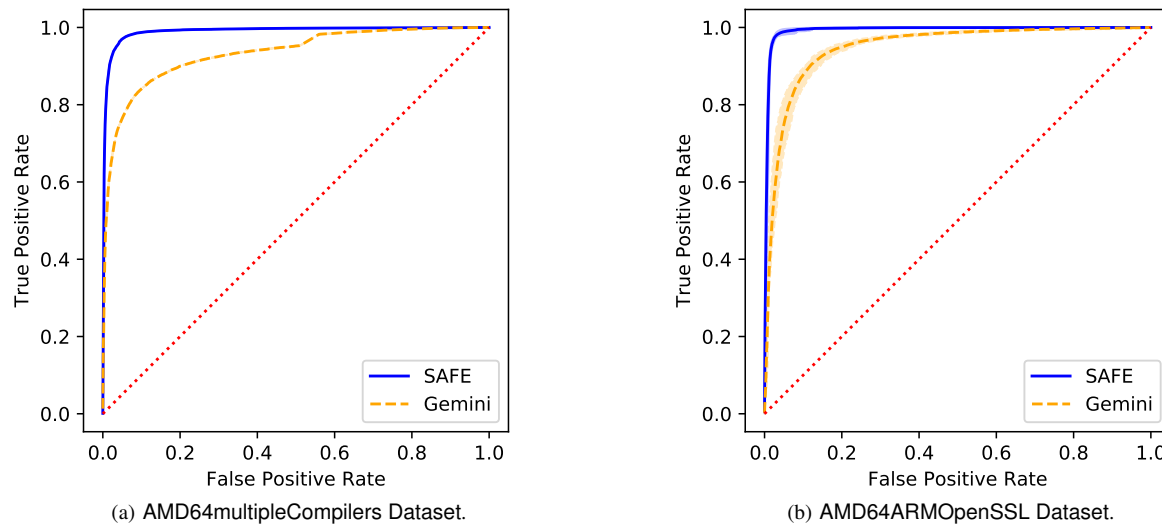 1.0
0.8
0.6
0.4
0.2
0.0
True Positive Rate
0.0 0.2 0.4 0.6 0.8 1.0
False Positive Rate
SAFE
Gemini
(a) AMD64multipleCompilers Dataset.
1.0
0.8
0.6
0.4
0.2
0.0
True Positive Rate
0.0 0.2 0.4 0.6 0.8 1.0
False Positive Rate
SAFE
Gemini
(b) AMD64ARMOpenSSL Dataset.